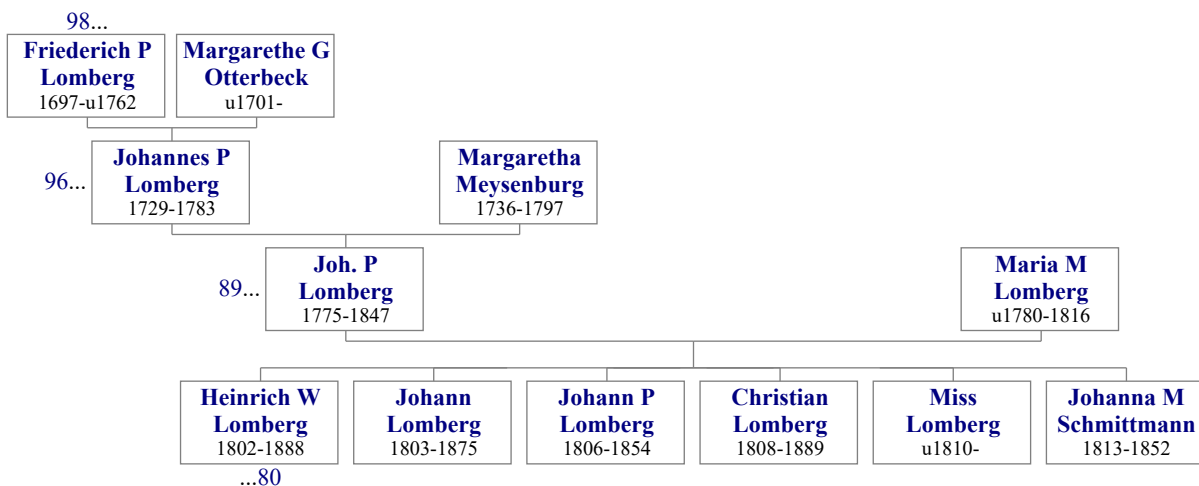 98...
Friederich P
Lomberg
1697-u1762
Margarethe G
Otterbeck
u1701-
96...
Johannes P
Lomberg
1729-1783
Margaretha
Meysenburg
1736-1797
89...
Joh. P
Lomberg
1775-1847
Maria M
Lomberg
u1780-1816
Heinrich W
Lomberg
1802-1888
Johann
Lomberg
1803-1875
Johann P
Lomberg
1806-1854
Christian
Lomberg
1808-1889
Miss
Lomberg
u1810-
Johanna M
Schmittmann
1813-1852
...80